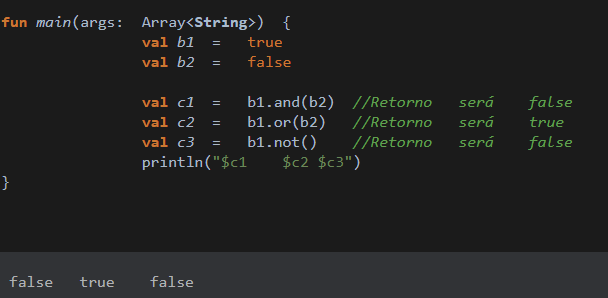 fun main(args:  Array<String>)  {
val b1  =   true
val b2  =   false
val c1  =   b1.and(b2)  //Retorno   será    false
val c2  =   b1.or(b2)   //Retorno   será    true
val c3  =   b1.not()    //Retorno   será    false
println("$c1    $c2 $c3")
}
false   true    false